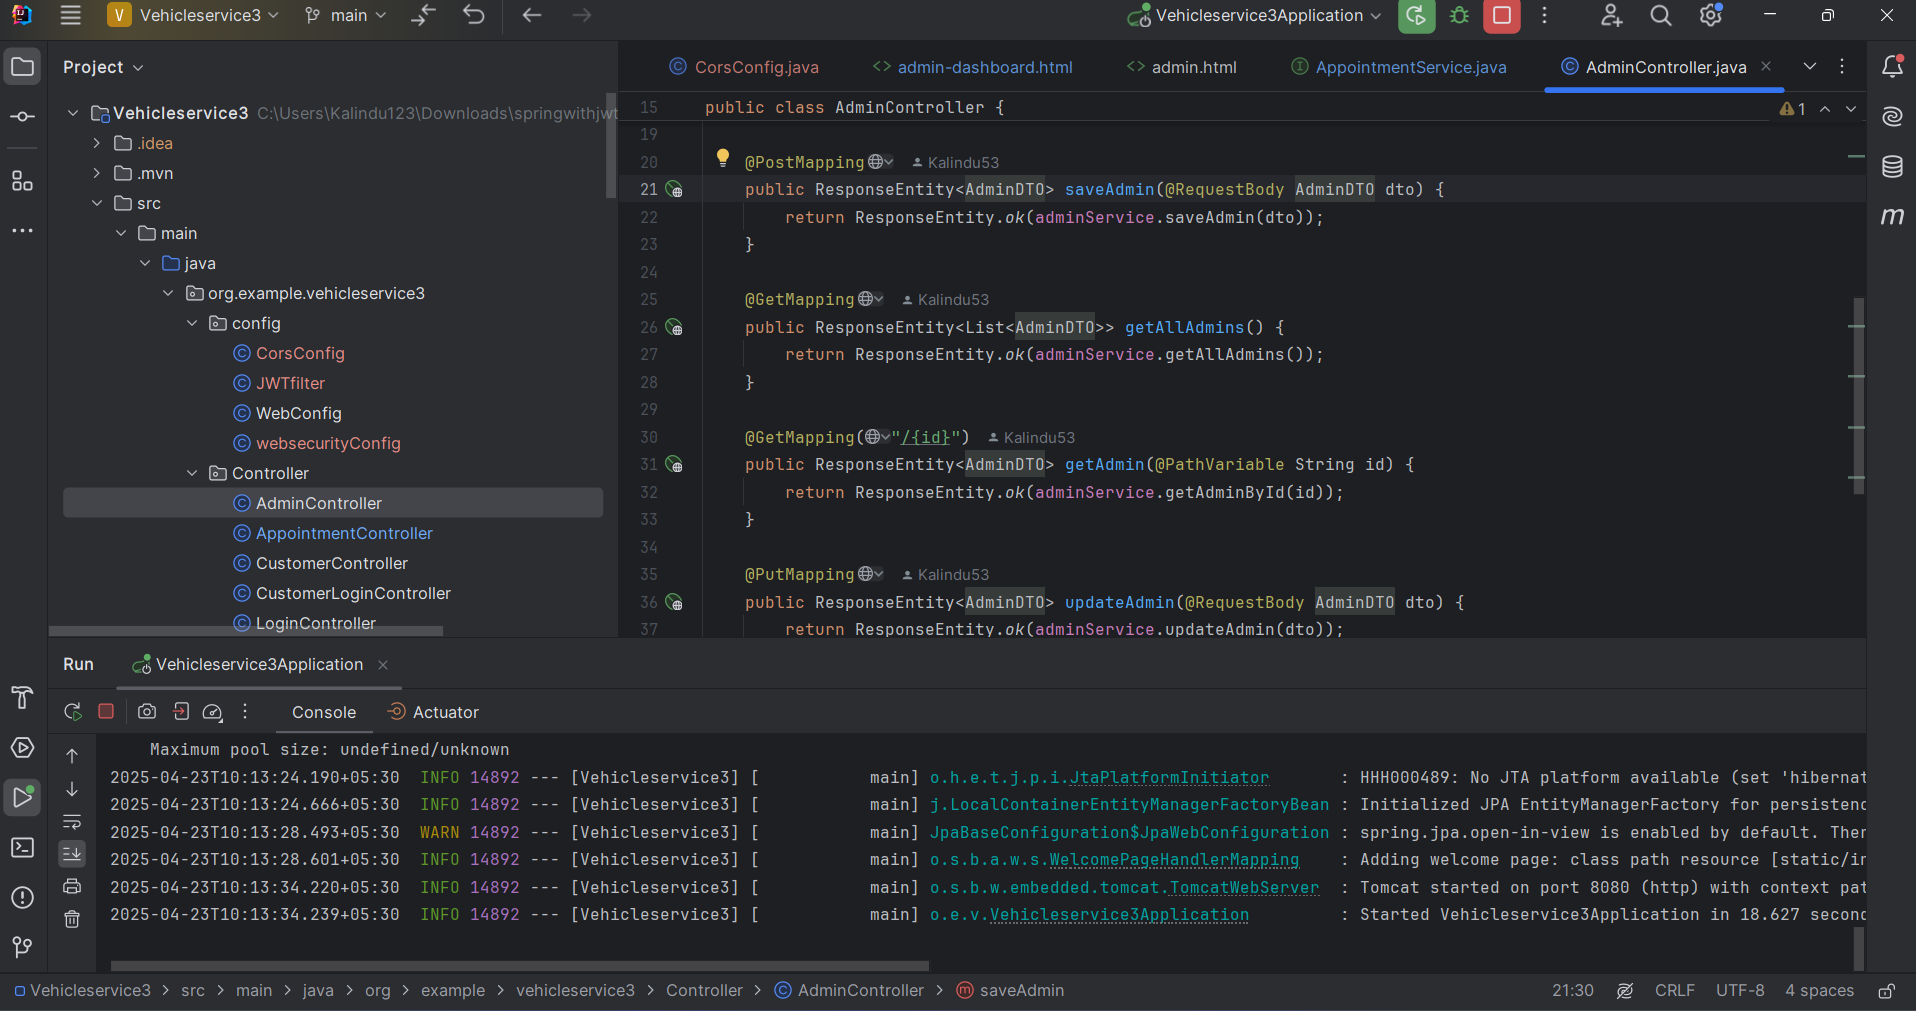 V Vehicleservice3 main Vehicleservice3Application
Project
CorsConfig.java admin-dashboard.html admin.html AppointmentService.java AdminController.java
Vehicleservice3 C:\Users\Kalindu123\Downloads\springwithjwt
.idea
.mvn
src
main
java
org.example.vehicleservice3
config
CorsConfig
JWTfilter
WebConfig
websecurityConfig
Controller
AdminController
AppointmentController
CustomerController
CustomerLoginController
LoginController
15 public class AdminController {
1
19
20 @PostMapping Kalindu53
21 public ResponseEntity<AdminDTO> saveAdmin(@RequestBody AdminDTO dto) {
22 return ResponseEntity.ok(adminService.saveAdmin(dto));
23 }
24
25 @GetMapping Kalindu53
26 public ResponseEntity<List<AdminDTO>> getAllAdmins() {
27 return ResponseEntity.ok(adminService.getAllAdmins());
28 }
29
30 @GetMapping("/{id}") Kalindu53
31 public ResponseEntity<AdminDTO> getAdmin(@PathVariable String id) {
32 return ResponseEntity.ok(adminService.getAdminById(id));
33 }
34
35 @PutMapping Kalindu53
36 public ResponseEntity<AdminDTO> updateAdmin(@RequestBody AdminDTO dto) {
37 return ResponseEntity.ok(adminService.updateAdmin(dto));
Run Vehicleservice3Application
Console Actuator
Maximum pool size: undefined/unknown
2025-04-23T10:13:24.190+05:30 INFO 14892 --- [Vehicleservice3] [ main] o.h.e.t.j.p.i.JtaPlatformInitiator : HHH000489: No JTA platform available (set 'hibernat
2025-04-23T10:13:24.666+05:30 INFO 14892 --- [Vehicleservice3] [ main] j.LocalContainerEntityManagerFactoryBean : Initialized JPA EntityManagerFactory for persistenc
2025-04-23T10:13:28.493+05:30 WARN 14892 --- [Vehicleservice3] [ main] JpaBaseConfiguration$JpaWebConfiguration : spring.jpa.open-in-view is enabled by default. Ther
2025-04-23T10:13:28.601+05:30 INFO 14892 --- [Vehicleservice3] [ main] o.s.b.a.w.s.WelcomePageHandlerMapping : Adding welcome page: class path resource [static/in
2025-04-23T10:13:34.220+05:30 INFO 14892 --- [Vehicleservice3] [ main] o.s.b.w.embedded.tomcat.TomcatWebServer : Tomcat started on port 8080 (http) with context pat
2025-04-23T10:13:34.239+05:30 INFO 14892 --- [Vehicleservice3] [ main] o.e.v.Vehicleservice3Application : Started Vehicleservice3Application in 18.627 second
Vehicleservice3 > src > main > java > org > example > vehicleservice3 > Controller > AdminController > saveAdmin 21:30 CRLF UTF-8 4 spaces